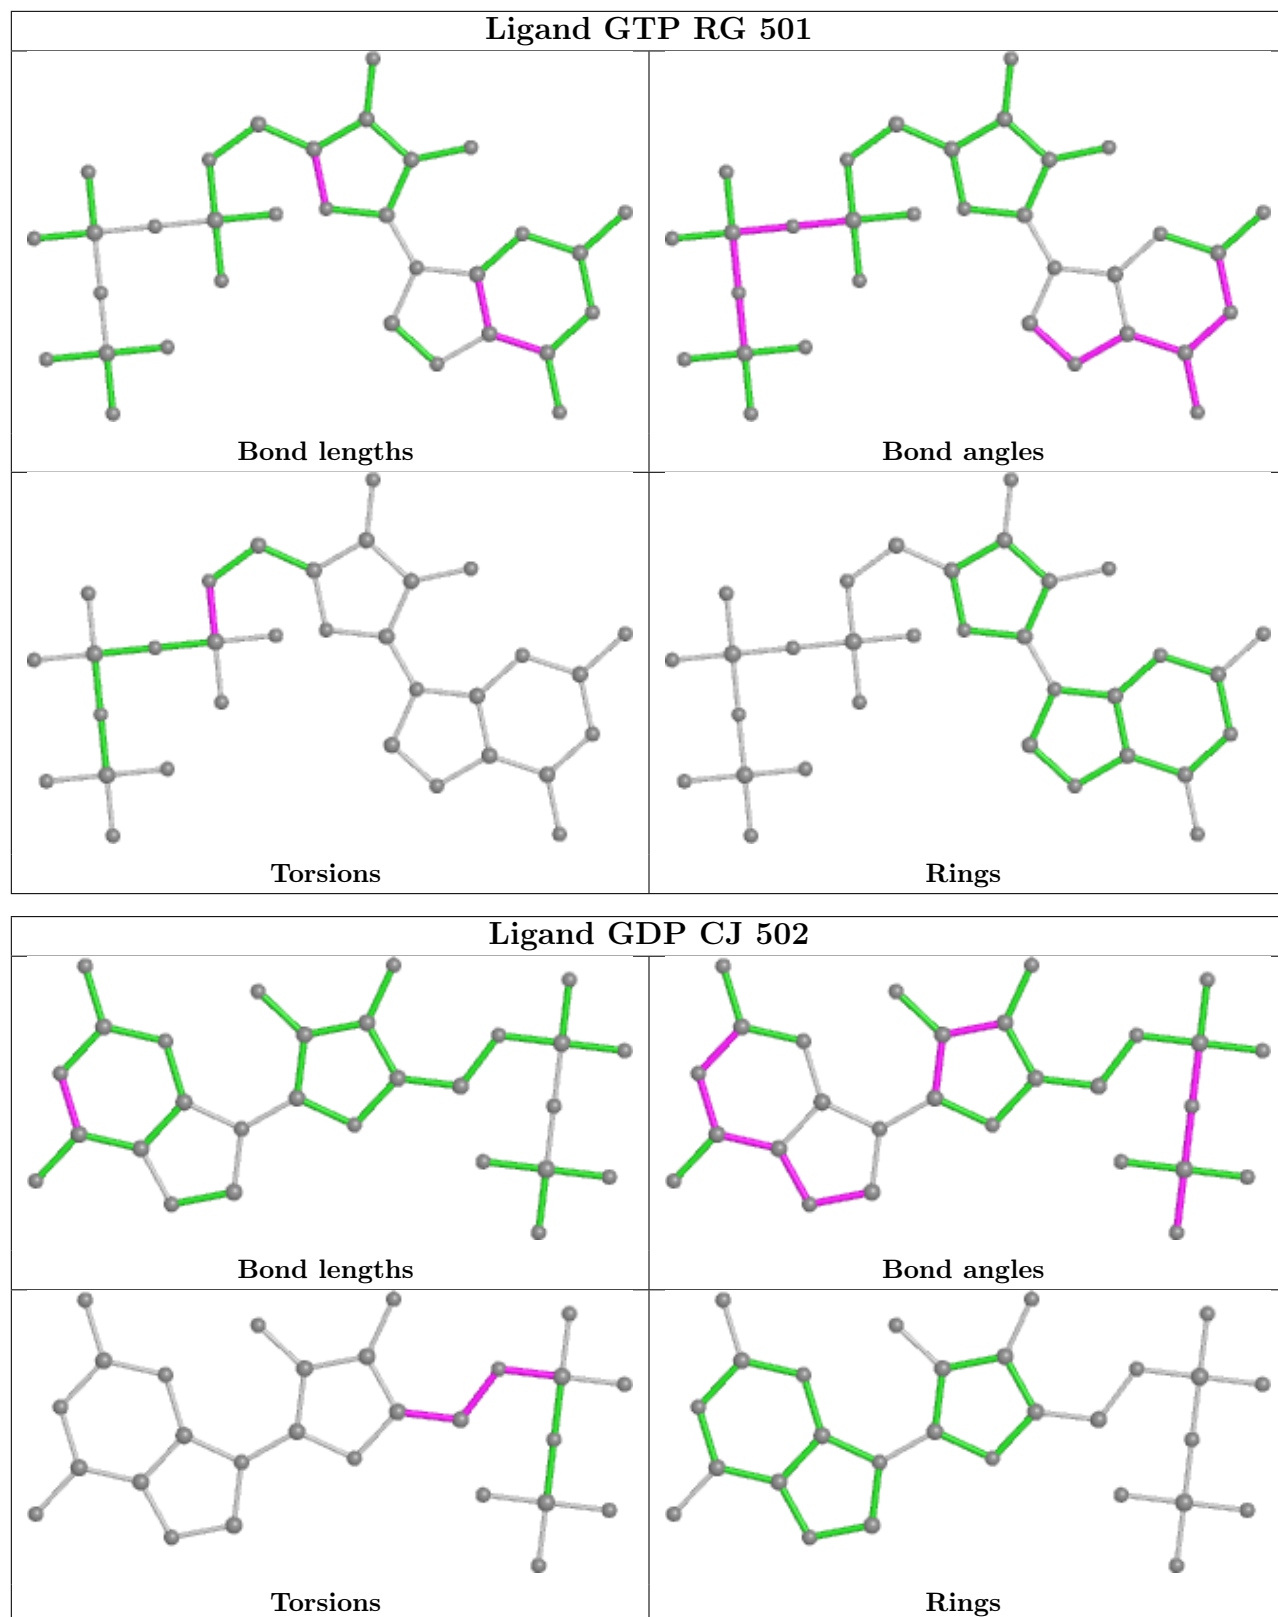 Ligand GTP RG 501
Bond lengths
Bond angles
Torsions
Rings
Ligand GDP CJ 502
Bond lengths
Bond angles
Torsions
Rings